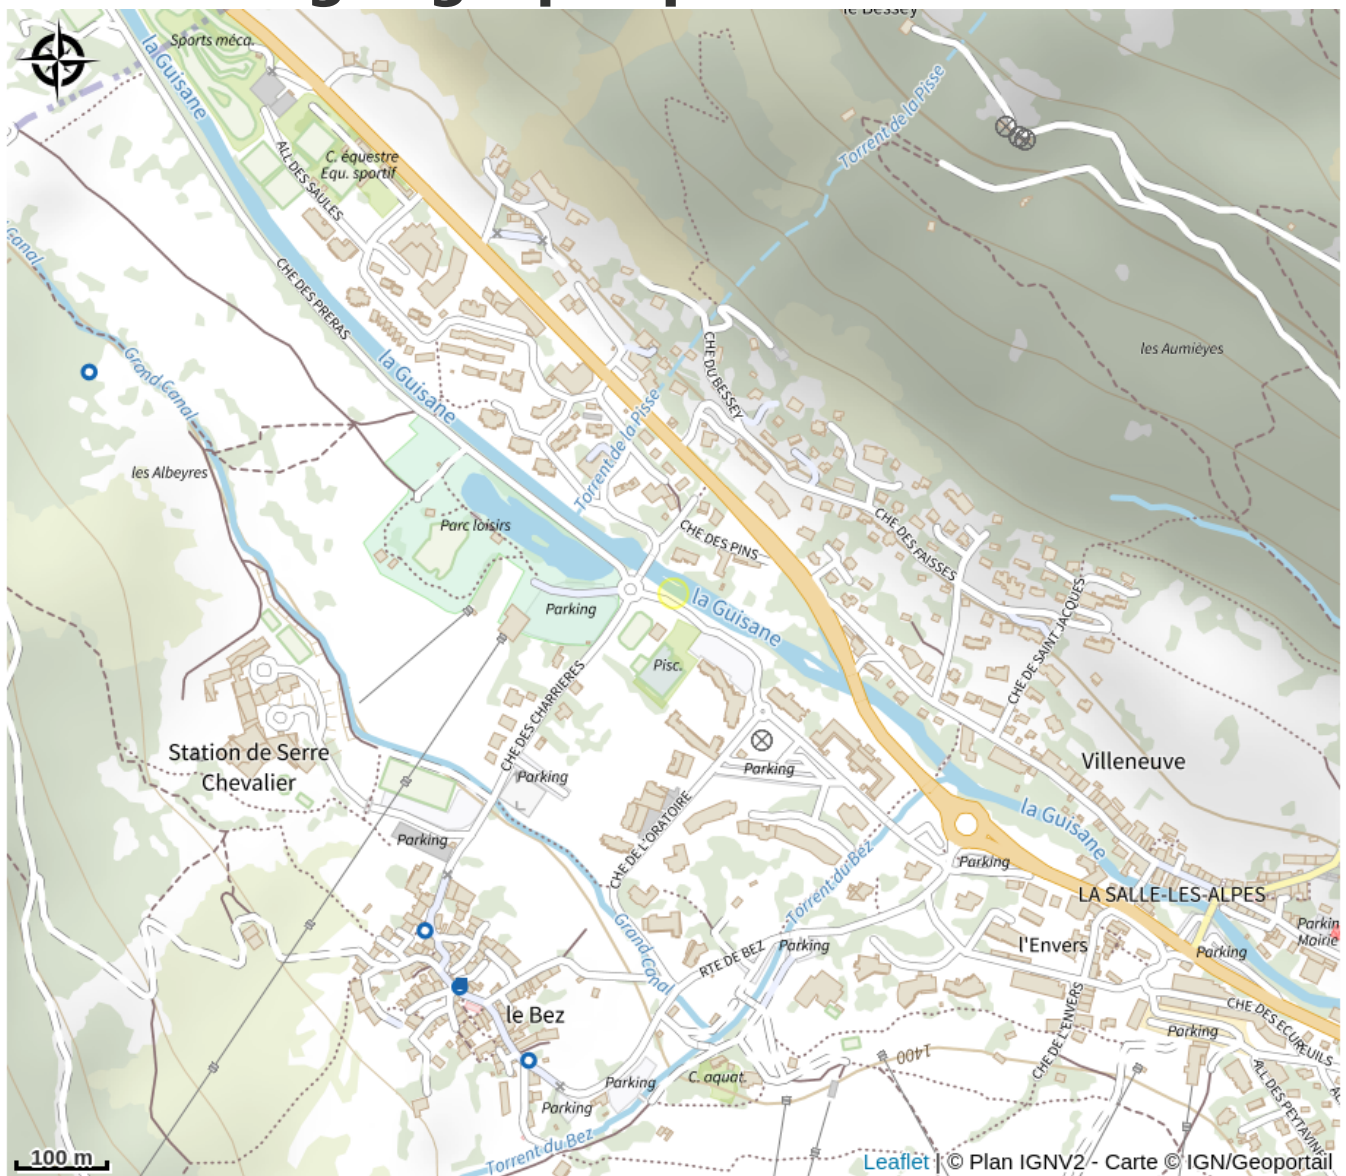 le Bessey
Sports méca.
la Guisane
Torrent de la Pisse
C. équestre
Equ. sportif
ALL DES SAULES
Canal
CHE DES PRERAS
Grand Canal
la Guisane
CHE DU BESSEY
les Aumiéyes
Torrent de la Pisse
les Albeyres
Parc loisirs
CHE DES PINS
CHE DES FAISSES
Parking
la Guisane
CHE DE SAINT JACQUES
Pisc.
CHE DES CHARRIERES
Station de Serre
Chevalier
Villeneuve
Parking
Parking
la Guisane
CHE DE L'ORATOIRE
Parking
Torrent du Bez
Parking
LA SALLE-LES-ALPES
Grand Canal
RTE DE BEZ
Parking
l'Envers
Parking
Mairie
le Bez
CHE DE L'ENVERS
CHE DES ECUREUILS
Parking
1400
C. aquat.
Parking
Parking
ALL DES PEYTAVINE
Torrent du Bez
100 m
Leaflet | © Plan IGNV2 - Carte © IGN/Geoportail